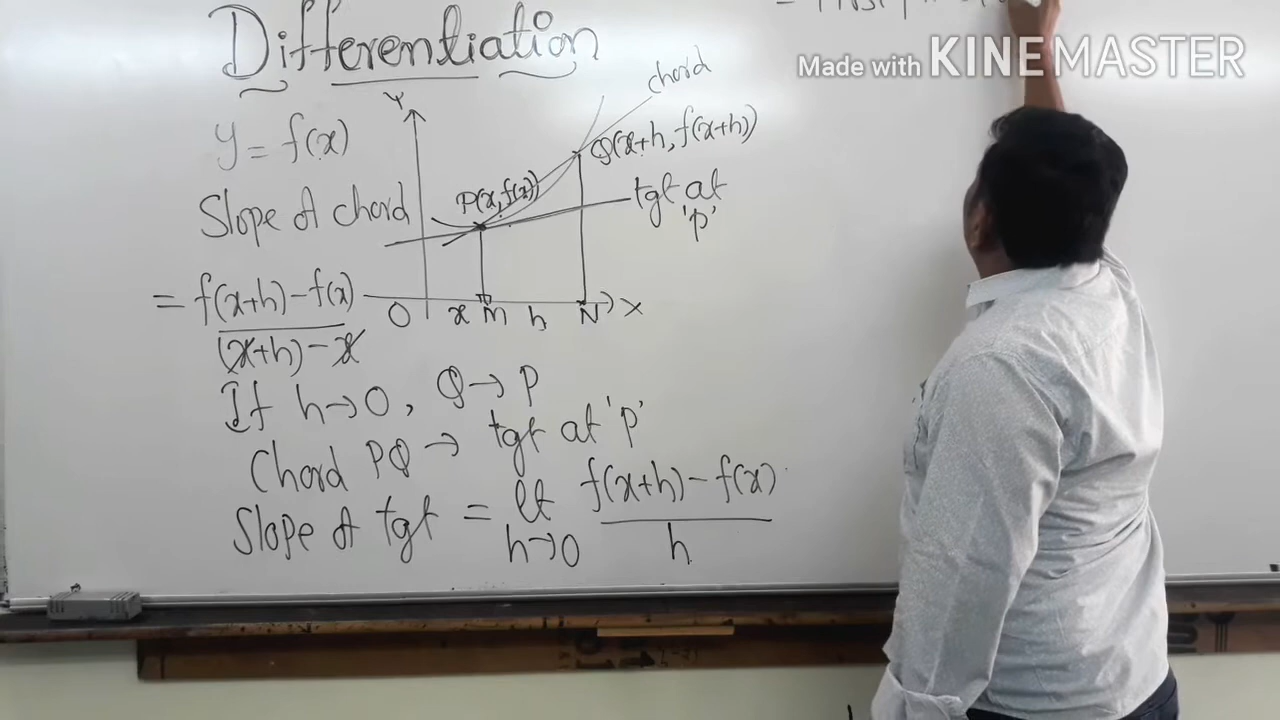 Differentiation
Made with KINEMASTER
Y
chord
y = f(x)
Q(x+h, f(x+h))
P(x, f(x))
tgt at
'P'
Slope of chord
= f(x+h) - f(x)
(x+h) - x
O x M h N X
If h→0, Q→P
Chord PQ → tgt at 'P'
Slope of tgt = lt f(x+h) - f(x)
h→0 h